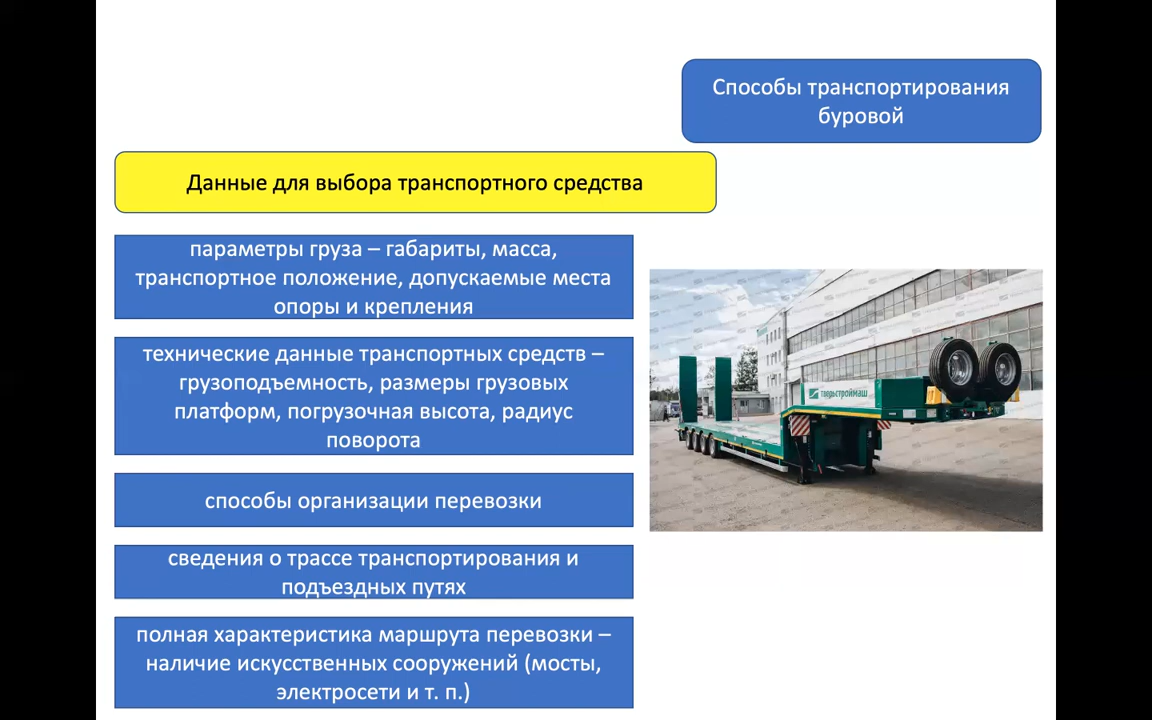 Способы транспортирования
буровой
Данные для выбора транспортного средства
параметры груза – габариты, масса,
транспортное положение, допускаемые места
опоры и крепления
технические данные транспортных средств –
грузоподъемность, размеры грузовых
платформ, погрузочная высота, радиус
поворота
способы организации перевозки
сведения о трассе транспортирования и
подъездных путях
полная характеристика маршрута перевозки –
наличие искусственных сооружений (мосты,
электросети и т. п.)
тверьстроймаш